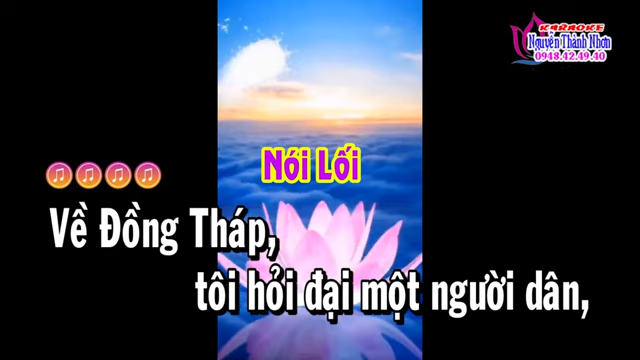 KARAOKE
Nguyễn Thành Nhơn
0948.42.49.40
Nói Lối
Về Đồng Tháp,
tôi hỏi đại một người dân,